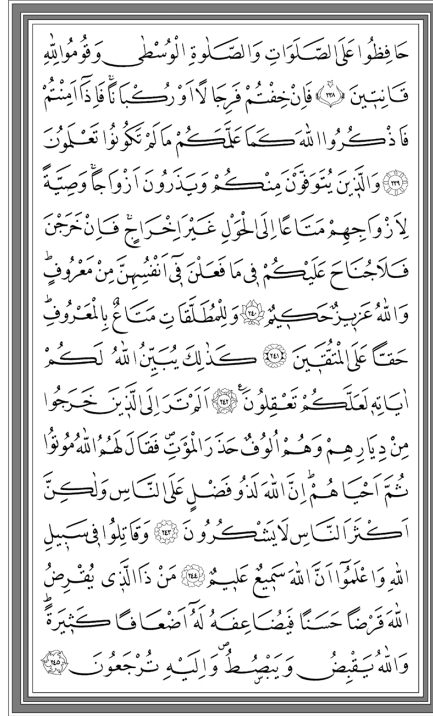 حَافِظُوا عَلَى الصَّلَوَاتِ وَالصَّلٰوةِ الْوُسْطٰى وَقُومُوا لِلّٰهِ
قَانِتٖينَ ﴿٢٣٨﴾ فَاِنْ خِفْتُمْ فَرِجَالًا اَوْ رُكْبَانًاۚ فَاِذَٓا اَمِنْتُمْ
فَاذْكُرُوا اللّٰهَ كَمَا عَلَّمَكُمْ مَا لَمْ تَكُونُوا تَعْلَمُونَ
﴿٢٣٩﴾ وَالَّذٖينَ يُتَوَفَّوْنَ مِنْكُمْ وَيَذَرُونَ اَزْوَاجًاۚ وَصِيَّةً
لِاَزْوَاجِهِمْ مَتَاعًا اِلَى الْحَوْلِ غَيْرَ اِخْرَاجٍۚ فَاِنْ خَرَجْنَ
فَلَا جُنَاحَ عَلَيْكُمْ فٖى مَا فَعَلْنَ فٖٓى اَنْفُسِهِنَّ مِنْ مَعْرُوفٍؕ
وَاللّٰهُ عَزٖيزٌ حَكٖيمٌ ﴿٢٤٠﴾ وَلِلْمُطَلَّقَاتِ مَتَاعٌ بِالْمَعْرُوفِؕ
حَقًّا عَلَى الْمُتَّقٖينَ ﴿٢٤١﴾ كَذٰلِكَ يُبَيِّنُ اللّٰهُ لَكُمْ
اٰيَاتِهٖ لَعَلَّكُمْ تَعْقِلُونَ ﴿٢٤٢﴾ اَلَمْ تَرَ اِلَى الَّذٖينَ خَرَجُوا
مِنْ دِيَارِهِمْ وَهُمْ اُلُوفٌ حَذَرَ الْمَوْتِ فَقَالَ لَهُمُ اللّٰهُ مُوتُوا
ثُمَّ اَحْيَاهُمْؕ اِنَّ اللّٰهَ لَذُو فَضْلٍ عَلَى النَّاسِ وَلٰكِنَّ
اَكْثَرَ النَّاسِ لَا يَشْكُرُونَ ﴿٢٤٣﴾ وَقَاتِلُوا فٖى سَبٖيلِ
اللّٰهِ وَاعْلَمُٓوا اَنَّ اللّٰهَ سَمٖيعٌ عَلٖيمٌ ﴿٢٤٤﴾ مَنْ ذَا الَّذٖى يُقْرِضُ
اللّٰهَ قَرْضًا حَسَنًا فَيُضَاعِفَهُ لَهُٓ اَضْعَافًا كَثٖيرَةًؕ
وَاللّٰهُ يَقْبِضُ وَيَبْصُۣطُࣕ وَاِلَيْهِ تُرْجَعُونَ ﴿٢٤٥﴾